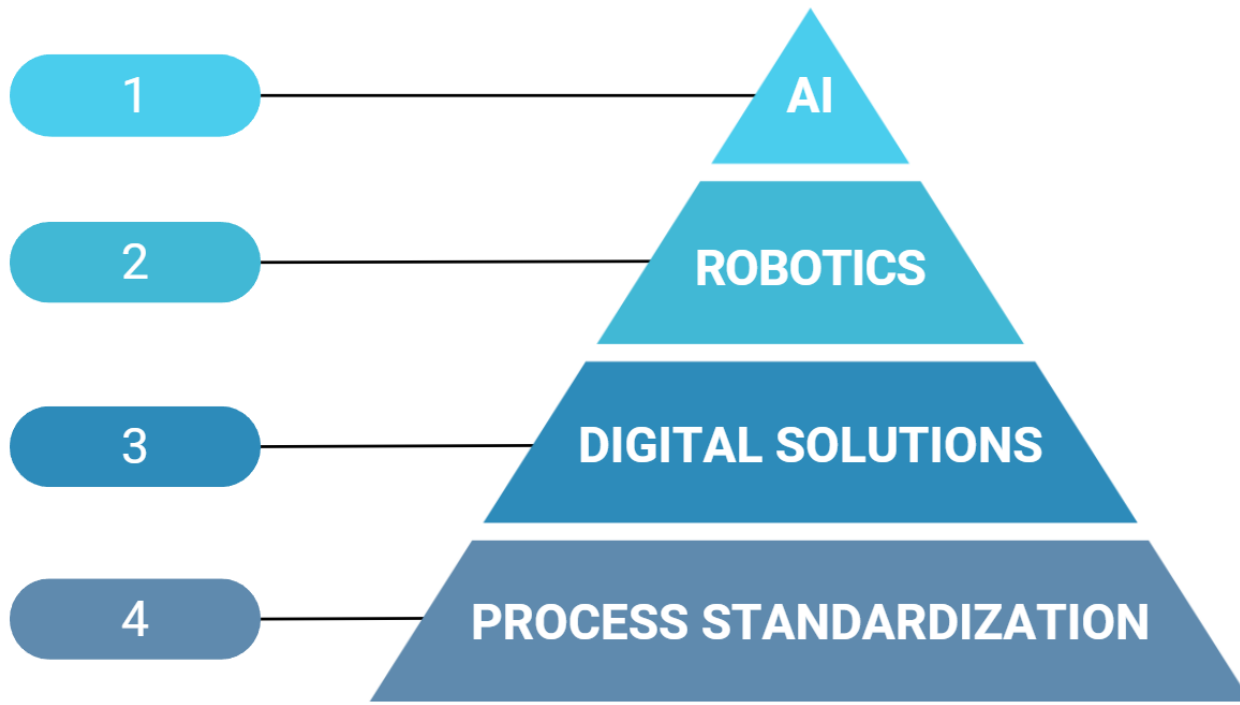 1
AI
2
ROBOTICS
3
DIGITAL SOLUTIONS
4
PROCESS STANDARDIZATION